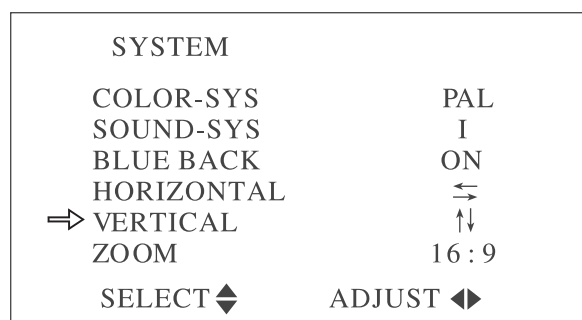 SYSTEM
COLOR-SYS PAL
SOUND-SYS I
BLUE BACK ON
HORIZONTAL ⇆
⇨ VERTICAL ↑↓
ZOOM 16 : 9
SELECT ADJUST